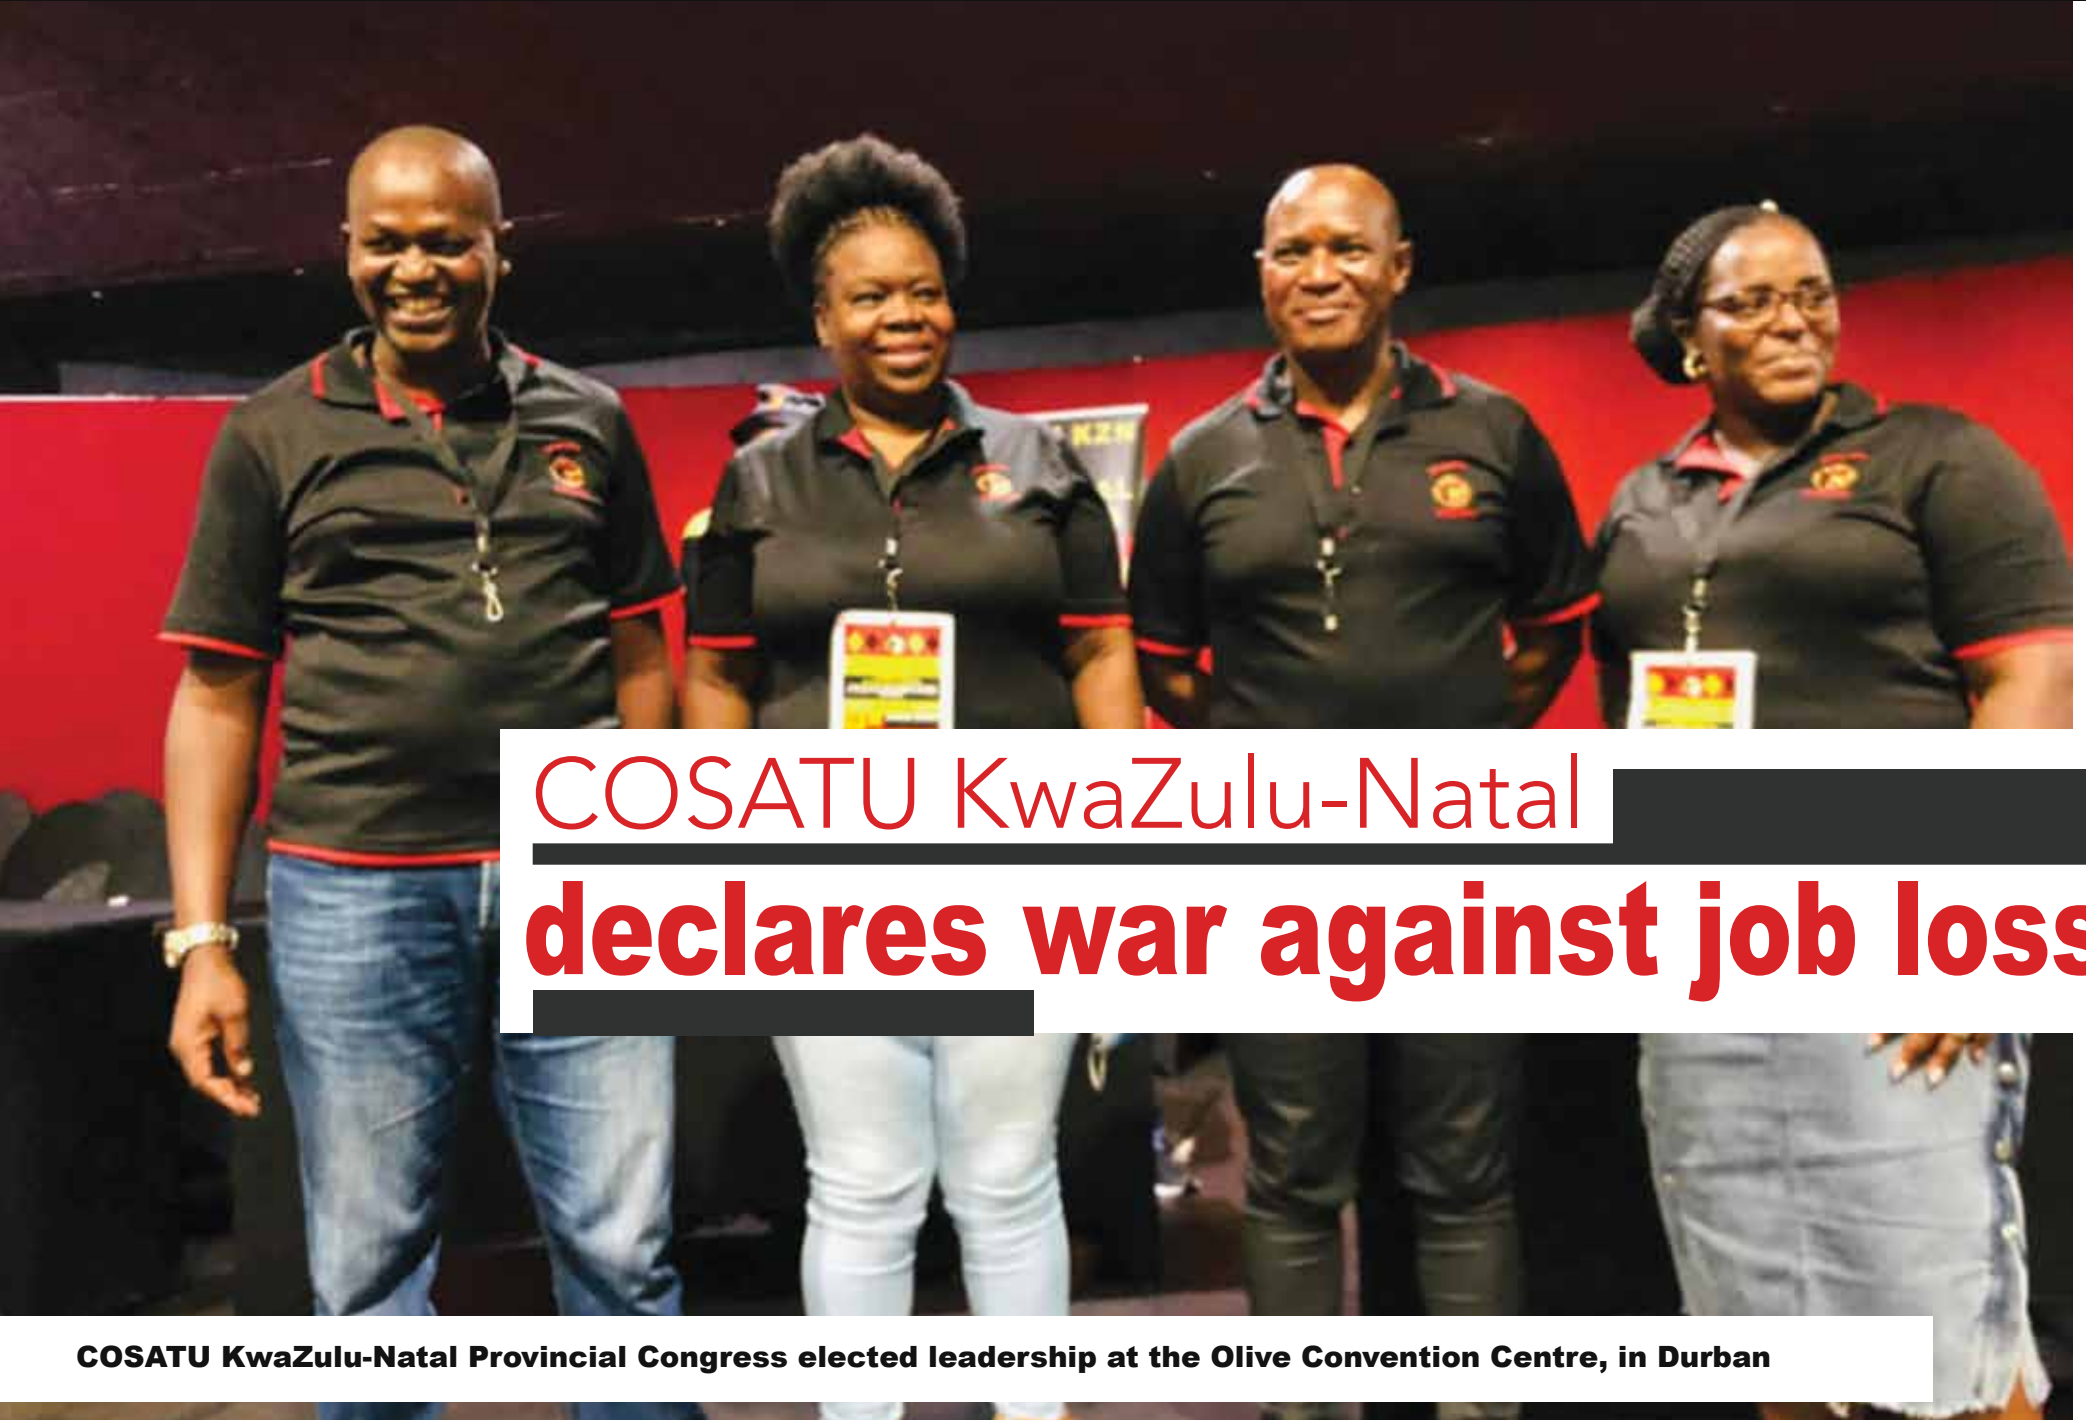 KZN
COSATU KwaZulu-Natal
declares war against job loss
COSATU KwaZulu-Natal Provincial Congress elected leadership at the Olive Convention Centre, in Durban